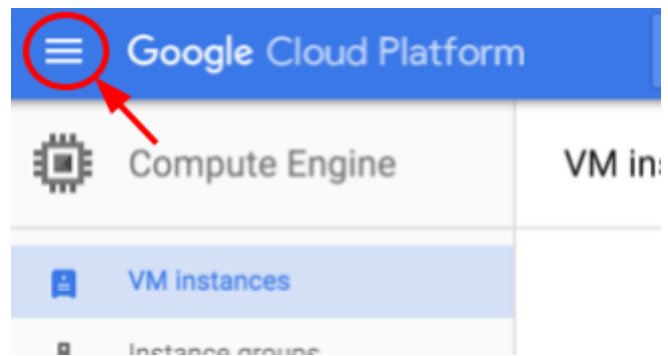 Google Cloud Platform
Compute Engine
VM ins
VM instances
Instance groups